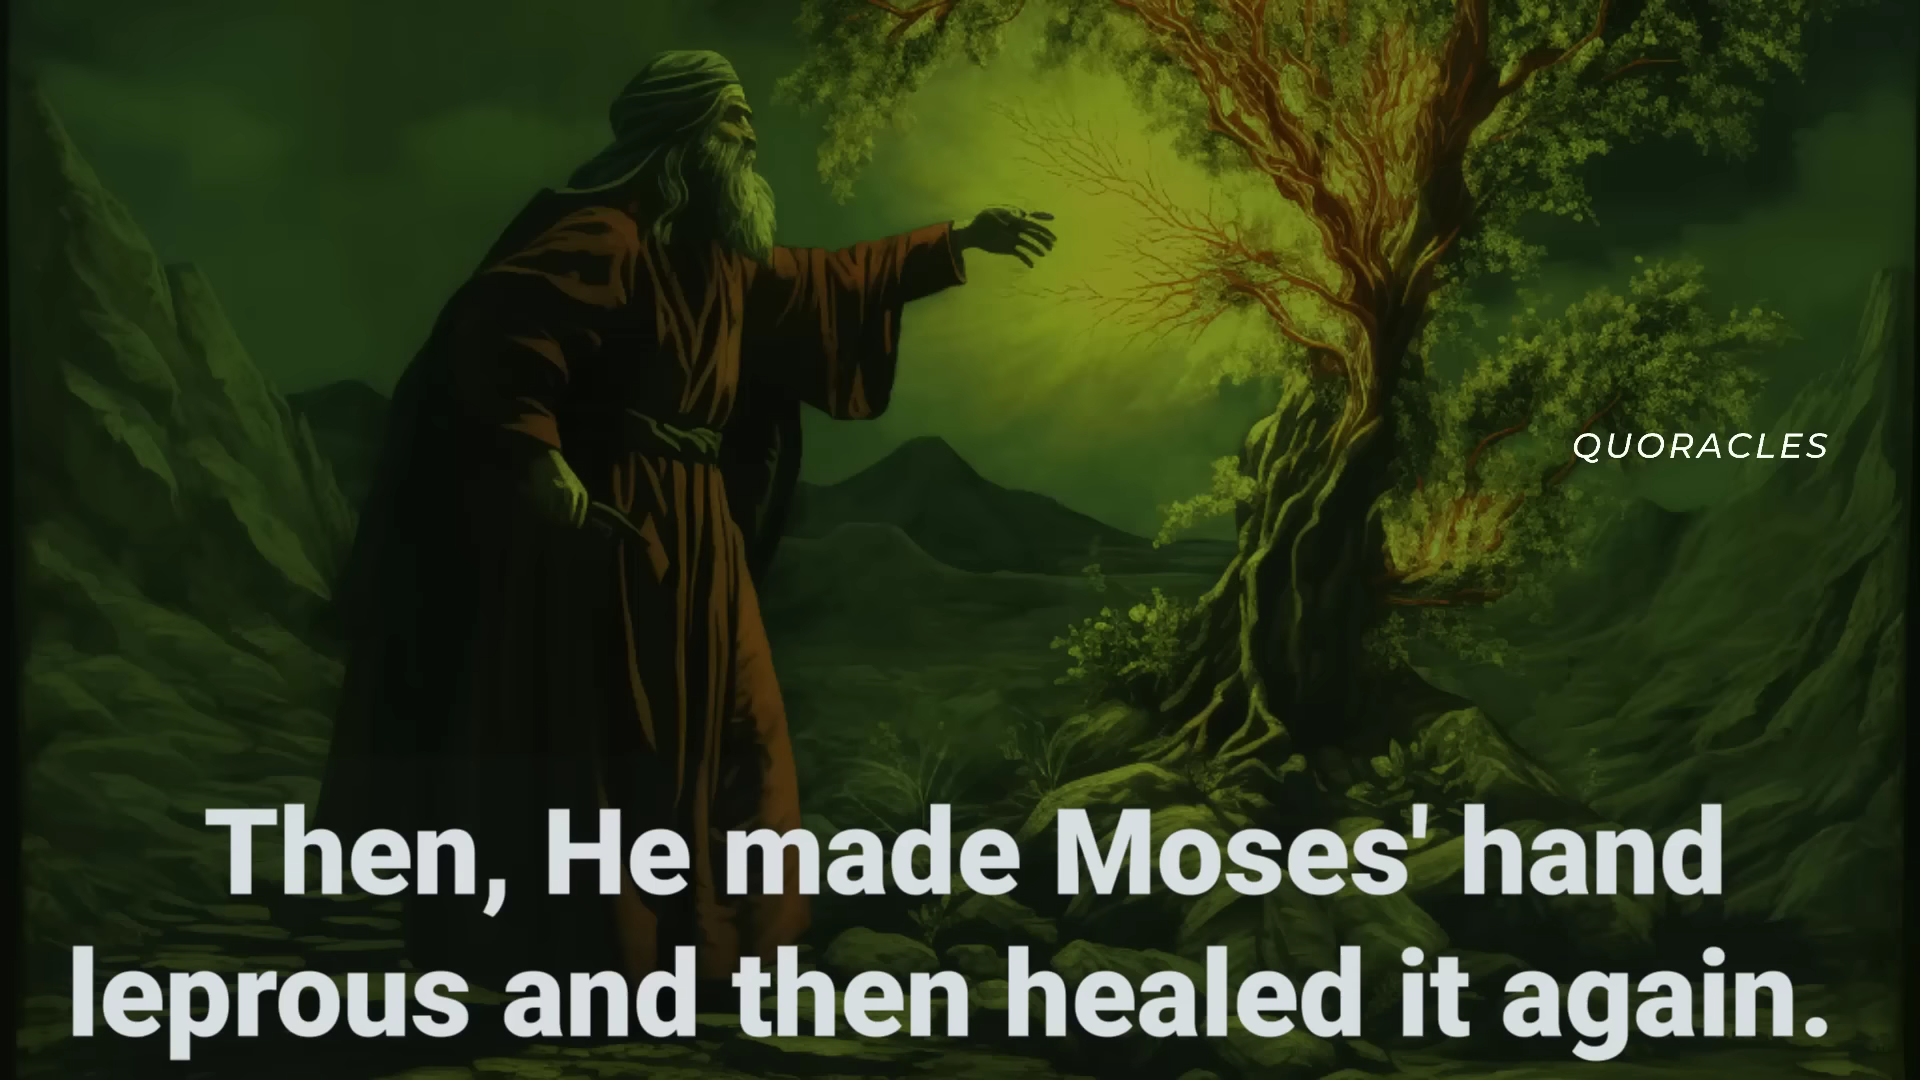 QUORACLES
Then, He made Moses' hand
leprous and then healed it again.